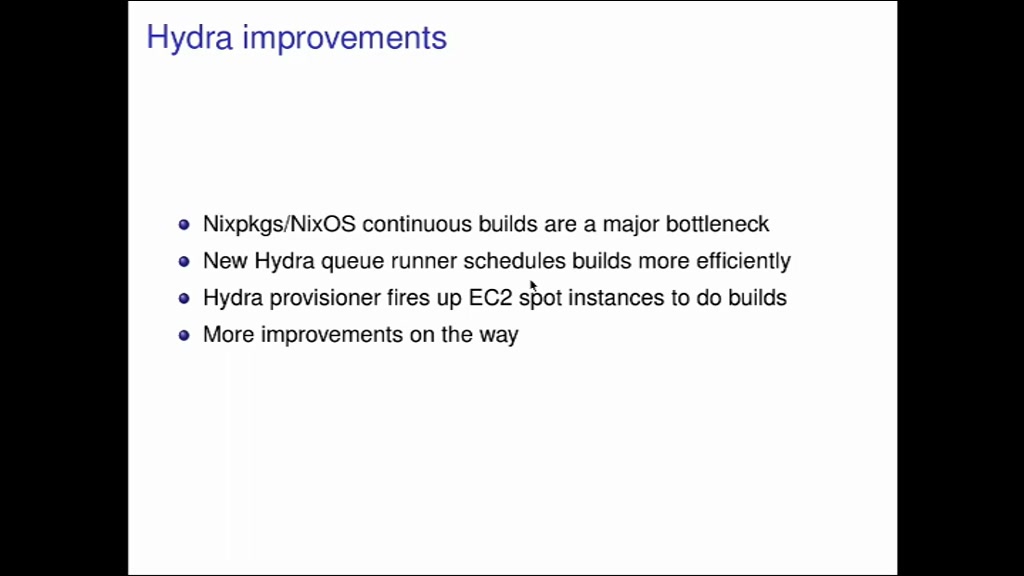 Hydra improvements
Nixpkgs/NixOS continuous builds are a major bottleneck
New Hydra queue runner schedules builds more efficiently
Hydra provisioner fires up EC2 spot instances to do builds
More improvements on the way